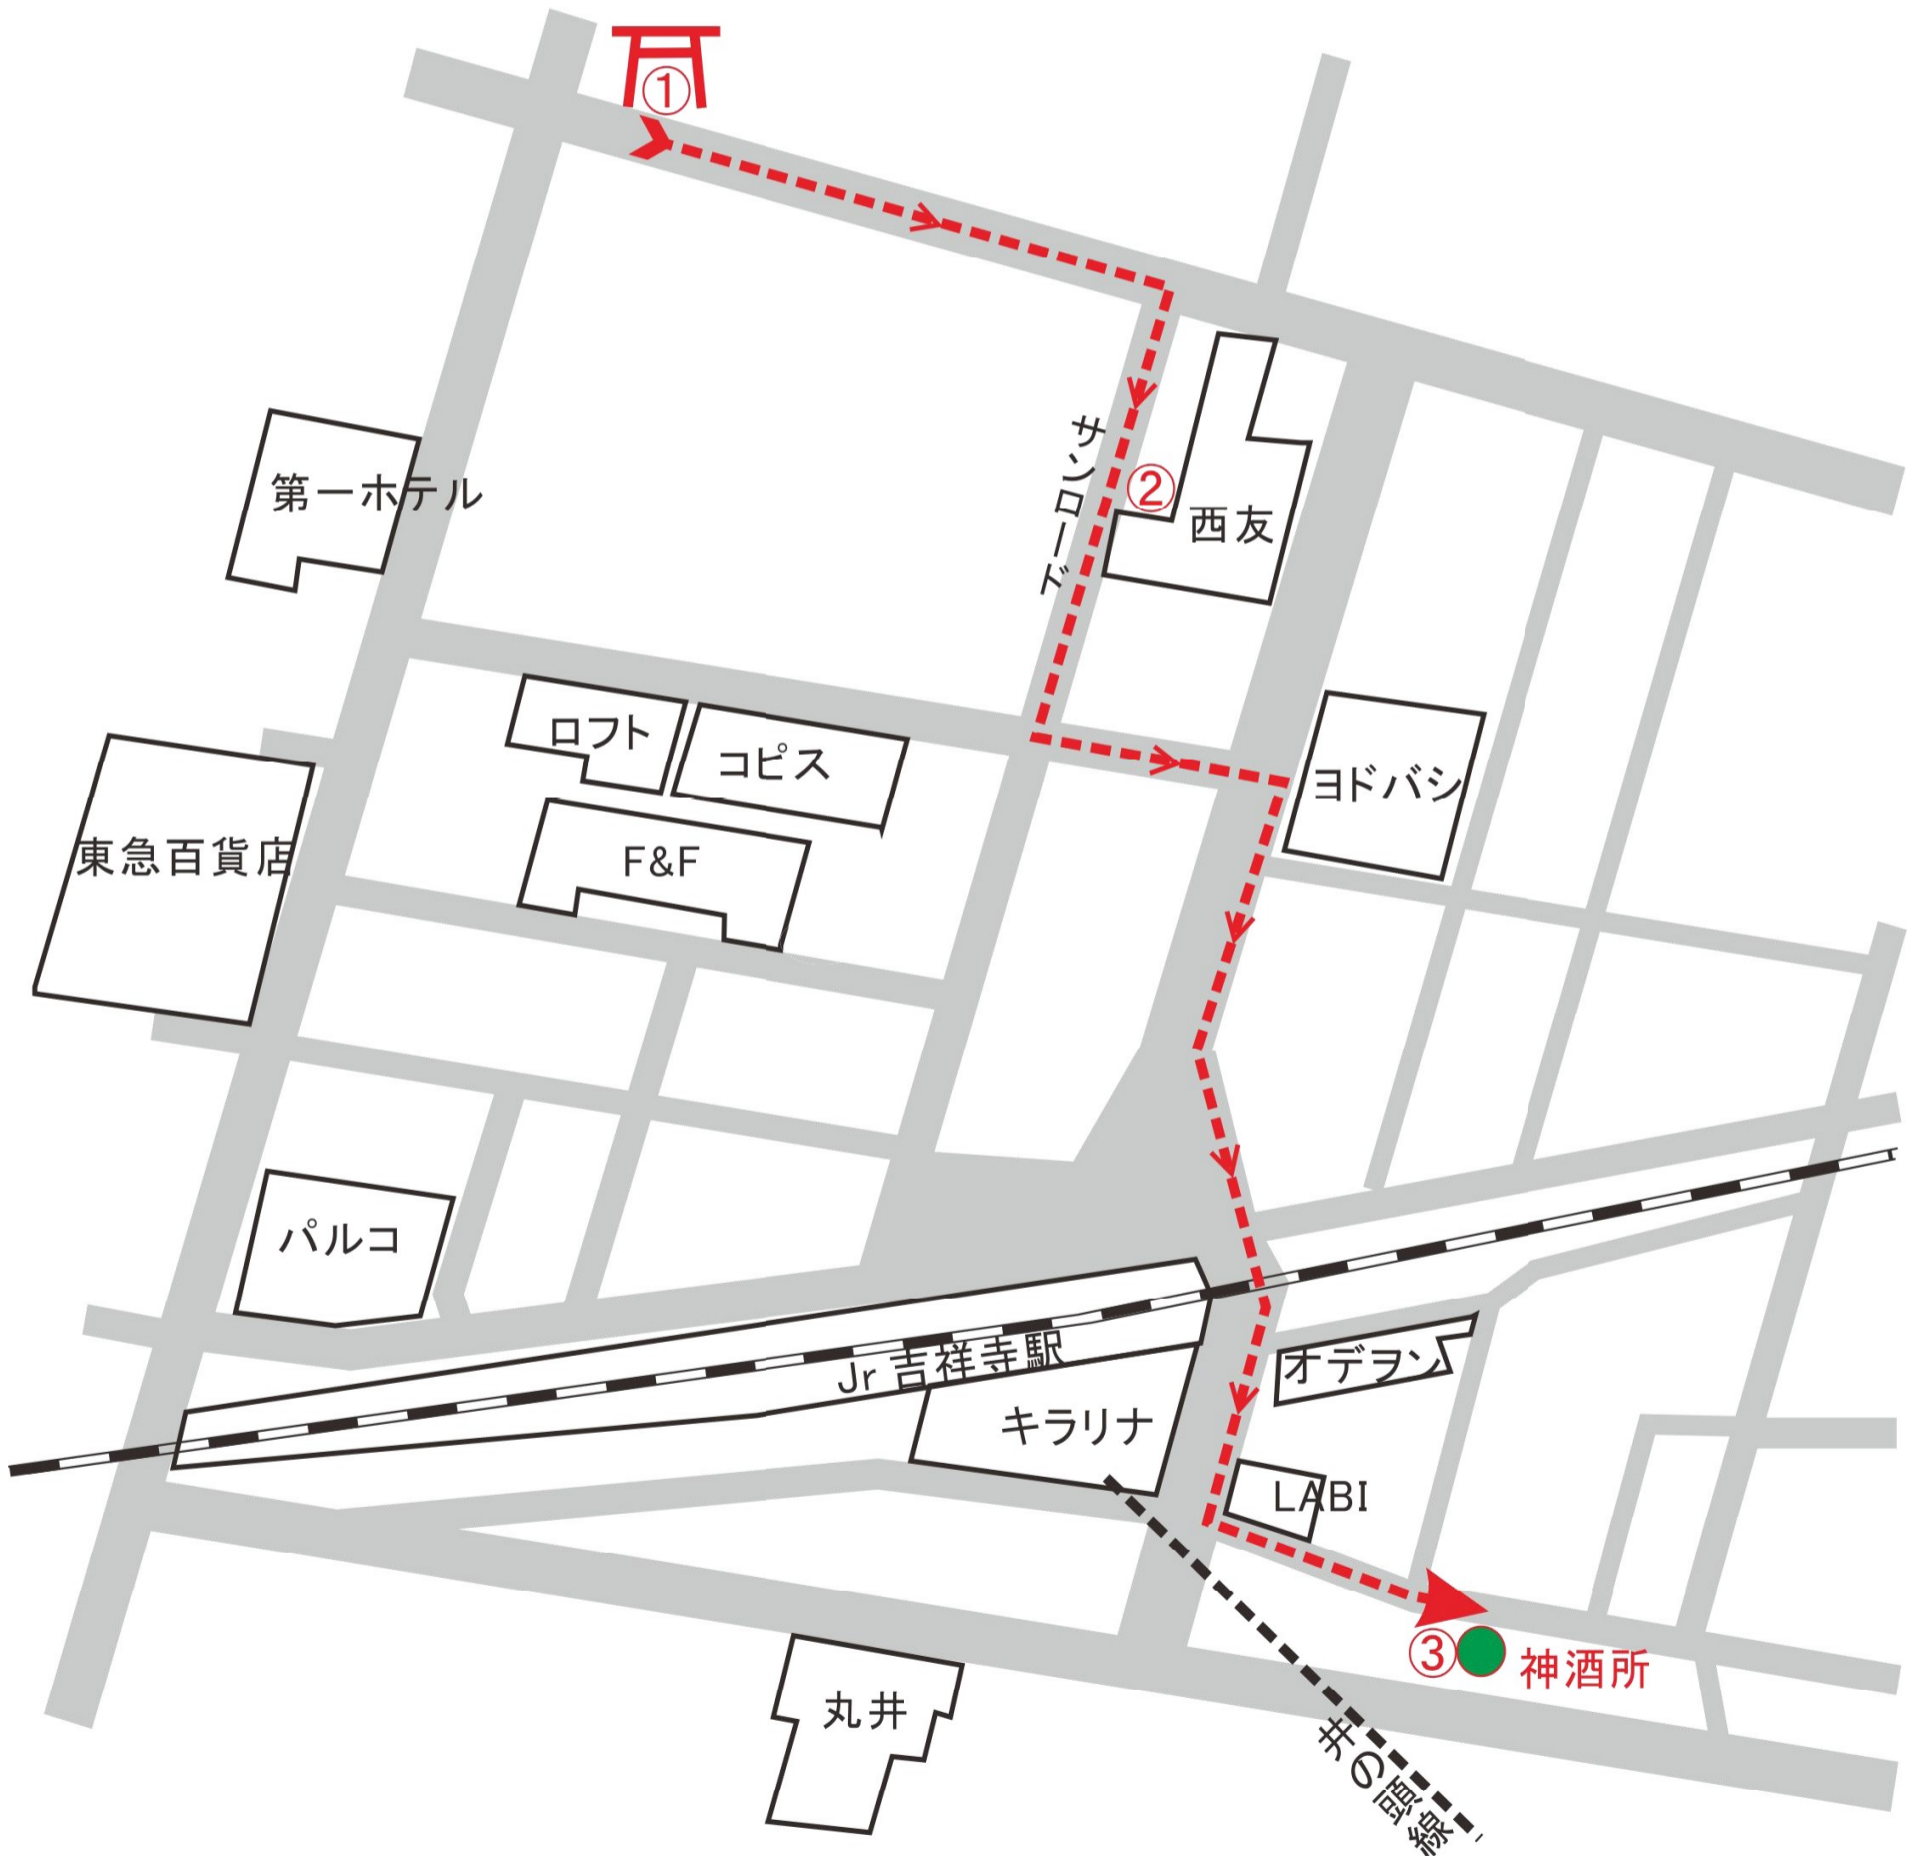 ①
サンロード
②
西友
第一ホテル
ロフト
コピス
ヨドバシ
東急百貨店
F&F
パルコ
Jr 吉祥寺駅
オデヲン
キラリナ
LABI
③
神酒所
丸井
井の頭線